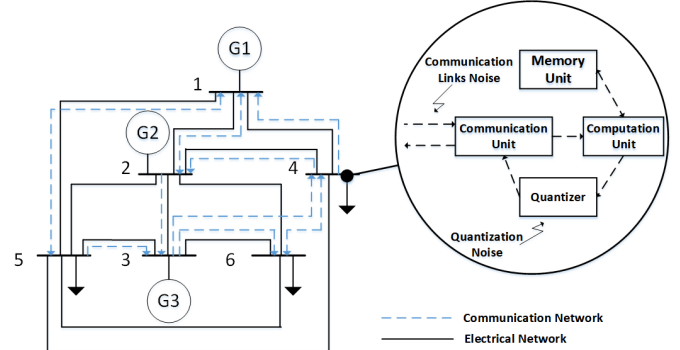 G1
1
G2
2
4
5
3
6
G3
Communication
Links Noise
Memory
Unit
Communication
Unit
Computation
Unit
Quantizer
Quantization
Noise
Communication Network
Electrical Network